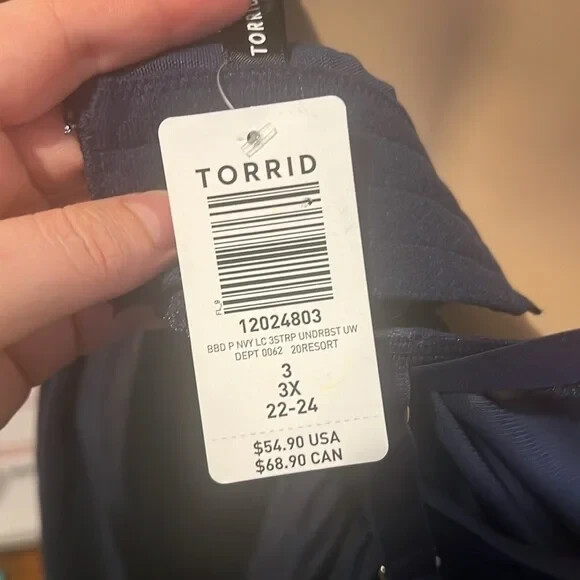 TORRID
TORRID
FL_9
12024803
BBD P NVY LC 3STRP UNDRBST UW
DEPT 0062 20RESORT
3
3X
22-24
$54.90 USA
$68.90 CAN